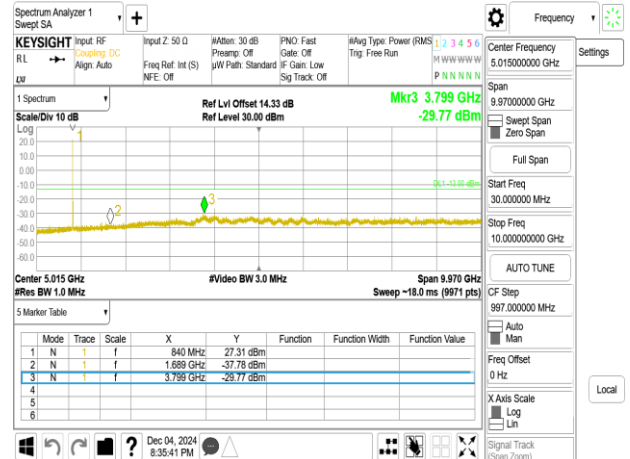 Spectrum Analyzer 1
Swept SA
Frequency
KEYSIGHT
RL
Input: RF
Coupling: DC
Align: Auto
Input Z: 50 Ω
Freq Ref: Int (S)
NFE: Off
#Atten: 30 dB
Preamp: Off
µW Path: Standard
PNO: Fast
Gate: Off
IF Gain: Low
Sig Track: Off
#Avg Type: Power (RMS
Trig: Free Run
1 2 3 4 5 6
M W W W W W
P N N N N N
Center Frequency
5.015000000 GHz
Settings
1 Spectrum
Scale/Div 10 dB
Ref Lvl Offset 14.33 dB
Ref Level 30.00 dBm
Mkr3 3.799 GHz
-29.77 dBm
Span
9.97000000 GHz
Swept Span
Zero Span
Full Span
Log
20.0
10.0
0.00
-10.0
-20.0
-30.0
-40.0
-50.0
-60.0
1
2
3
DL1 -13.00 dBm
Start Freq
30.000000 MHz
Stop Freq
10.000000000 GHz
AUTO TUNE
Center 5.015 GHz
#Res BW 1.0 MHz
#Video BW 3.0 MHz
Span 9.970 GHz
Sweep ~18.0 ms (9971 pts)
CF Step
997.000000 MHz
Auto
Man
5 Marker Table
Mode Trace Scale X Y Function Function Width Function Value
1 N 1 f 840 MHz 27.31 dBm
2 N 1 f 1.689 GHz -37.78 dBm
3 N 1 f 3.799 GHz -29.77 dBm
4
5
6
Freq Offset
0 Hz
X Axis Scale
Log
Lin
Local
Signal Track
(Span Zoom)
Dec 04, 2024
8:35:41 PM